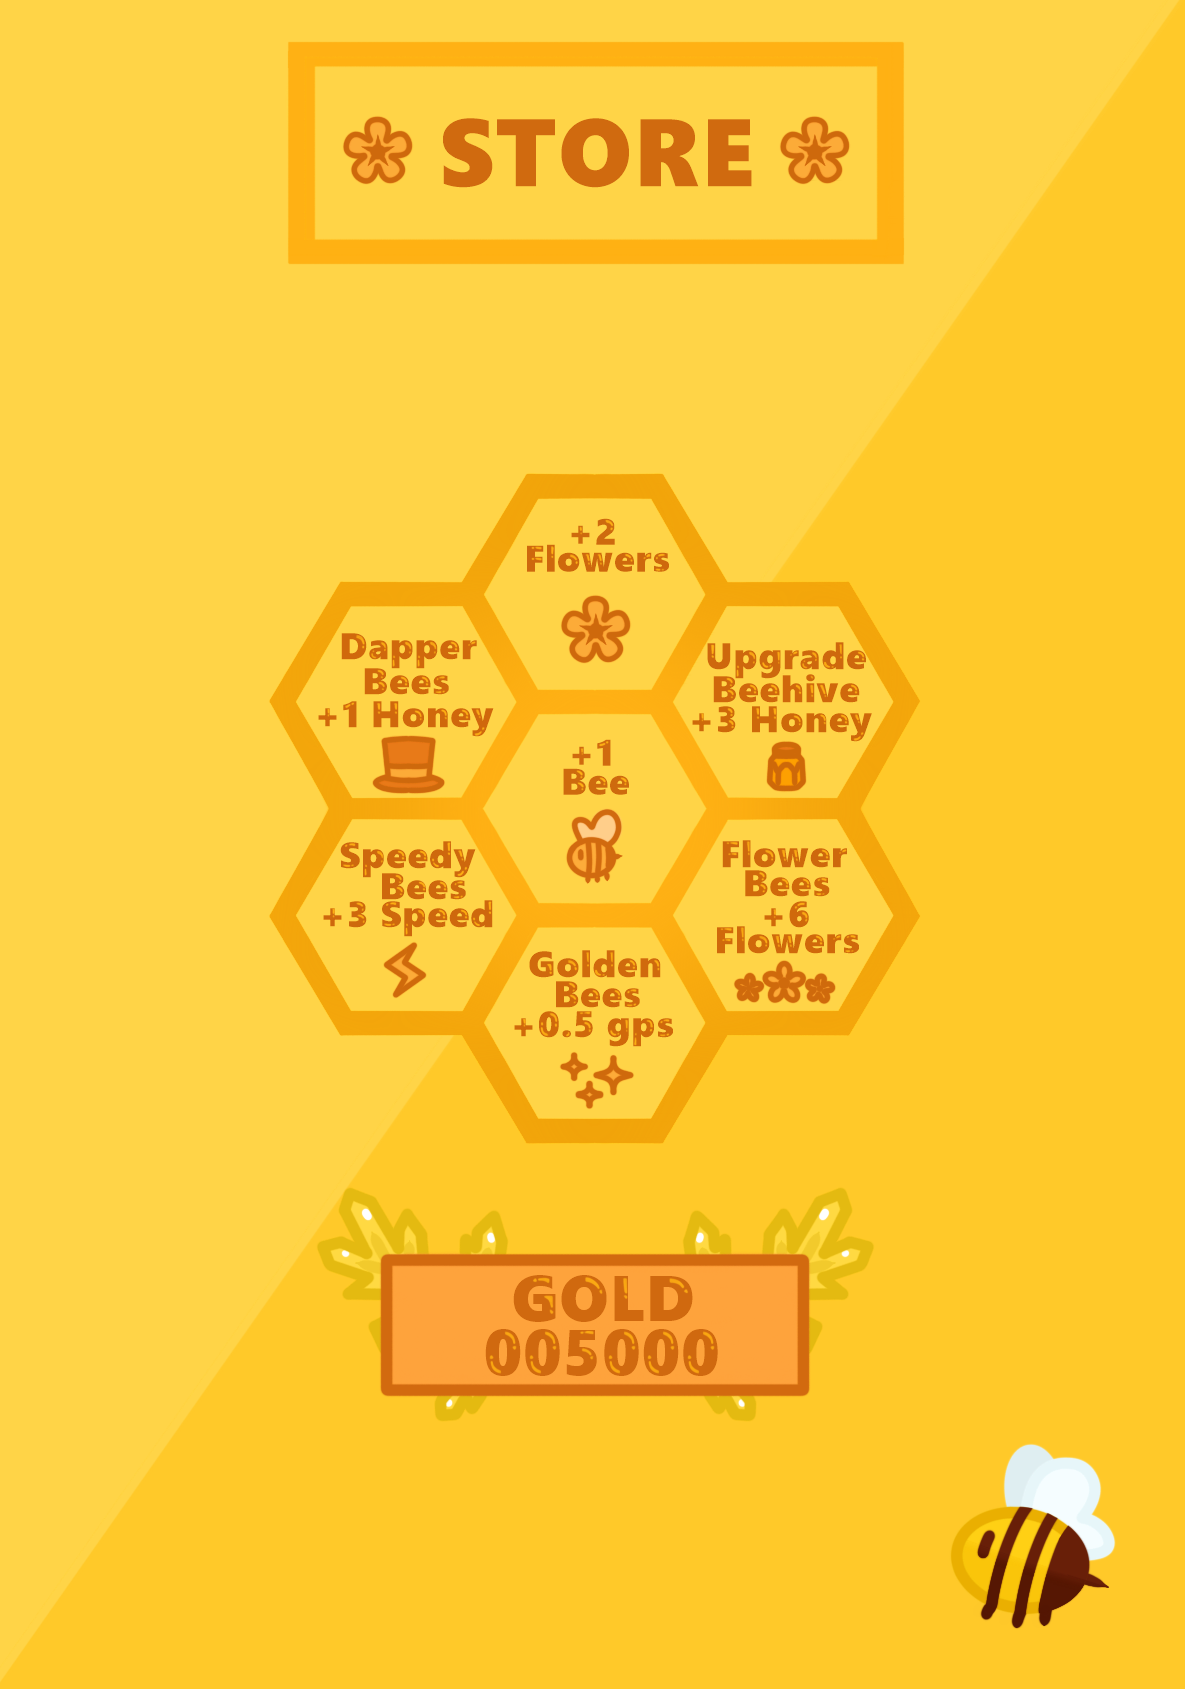 STORE
+2
Flowers
Dapper
Bees
+1 Honey
Upgrade
Beehive
+3 Honey
+1
Bee
Speedy
Bees
+3 Speed
Flower
Bees
+6
Flowers
Golden
Bees
+0.5 gps
GOLD
005000